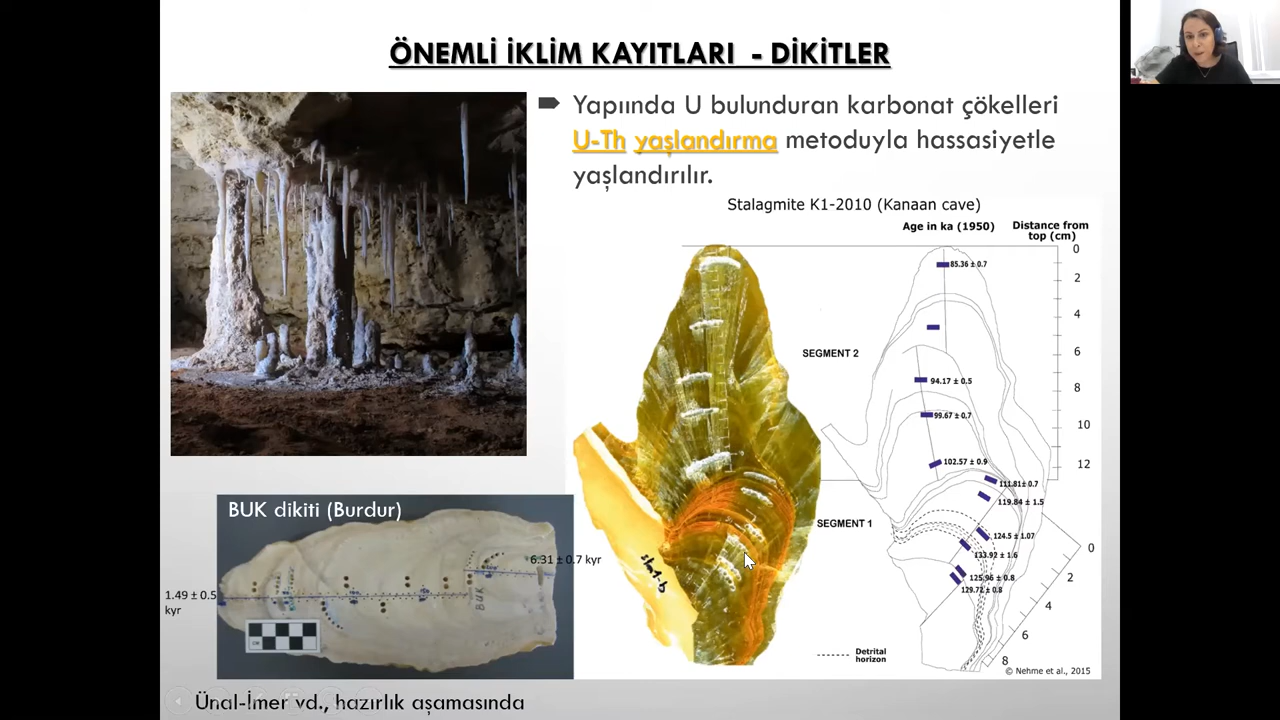 ÖNEMLİ İKLİM KAYITLARI - DİKİTLER
Yapıında U bulunduran karbonat çökelleri
U-Th yaşlandırma metoduyla hassasiyetle
yaşlandırılır.
Stalagmite K1-2010 (Kanaan cave)
Age in ka (1950)
Distance from
top (cm)
0
85.36 ± 0.7
2
4
SEGMENT 2
6
94.17 ± 0.5
8
99.67 ± 0.7
10
102.57 ± 0.9
12
111.81± 0.7
119.84 ± 1.5
SEGMENT 1
124.5 ± 1.07
133.92 ± 1.6
125.96 ± 0.8
129.72 ± 0.8
0
2
4
6
8
Detrital
horizon
© Nehme et al., 2015
BUK dikiti (Burdur)
6.31 ± 0.7 kyr
1.49 ± 0.5
kyr
BUK
Ünal-İmer vd., hazırlık aşamasında